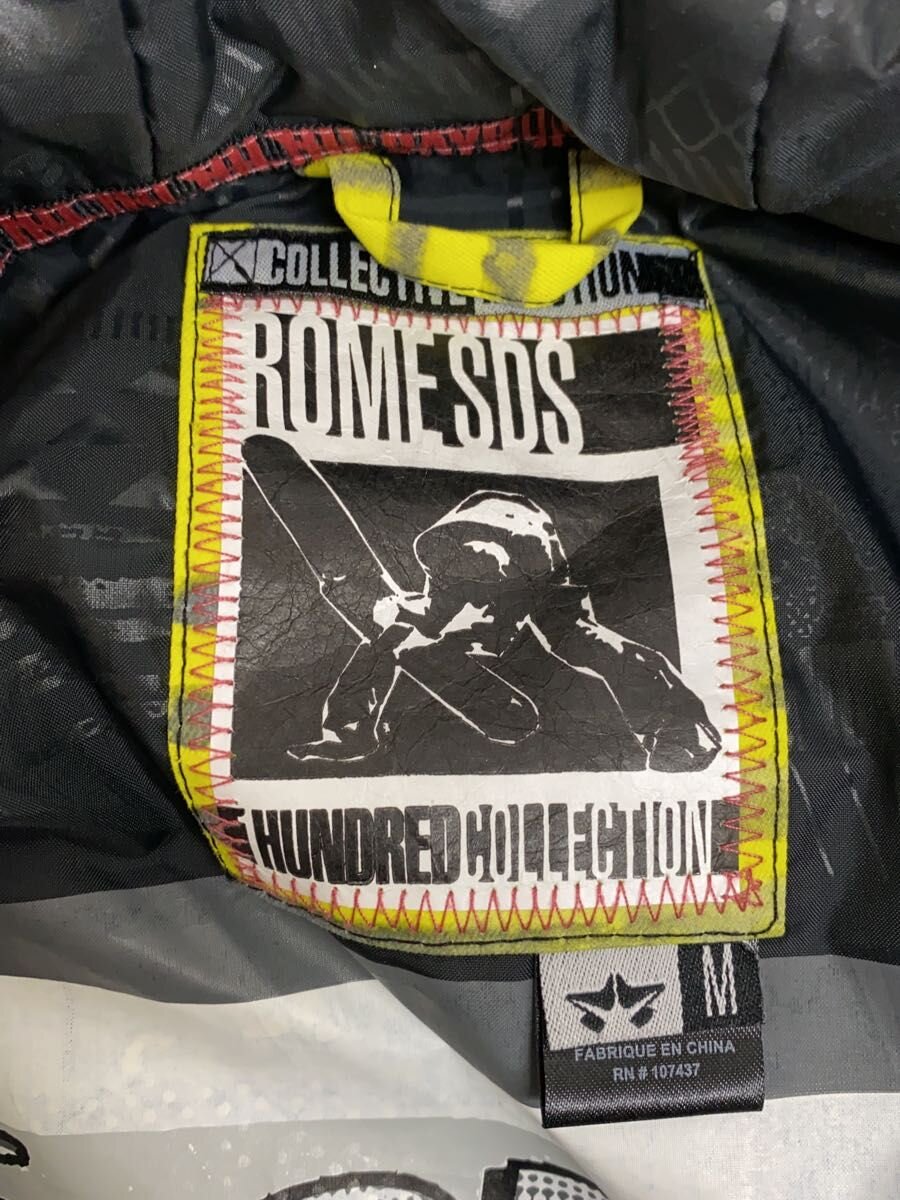 COLLECTIVE
ROME SDS
HUNDRED COLLECTION
M
FABRIQUE EN CHINA
RN # 107437